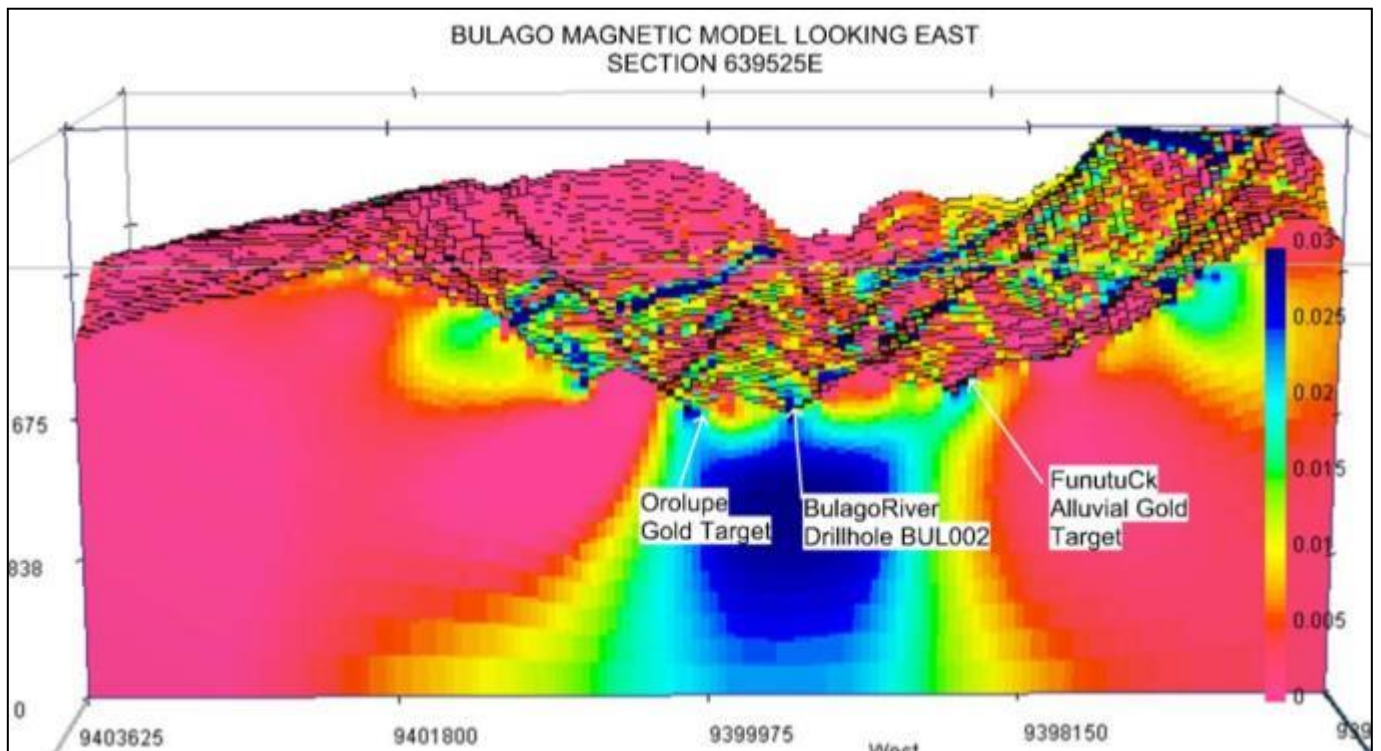 BULAGO MAGNETIC MODEL LOOKING EAST
SECTION 639525E
0.03
0.025
0.02
0.015
0.01
0.005
0
675
838
0
Orolupe
Gold Target
BulagoRiver
Drillhole BUL002
FunutuCk
Alluvial Gold
Target
9403625
9401800
9399975
9398150